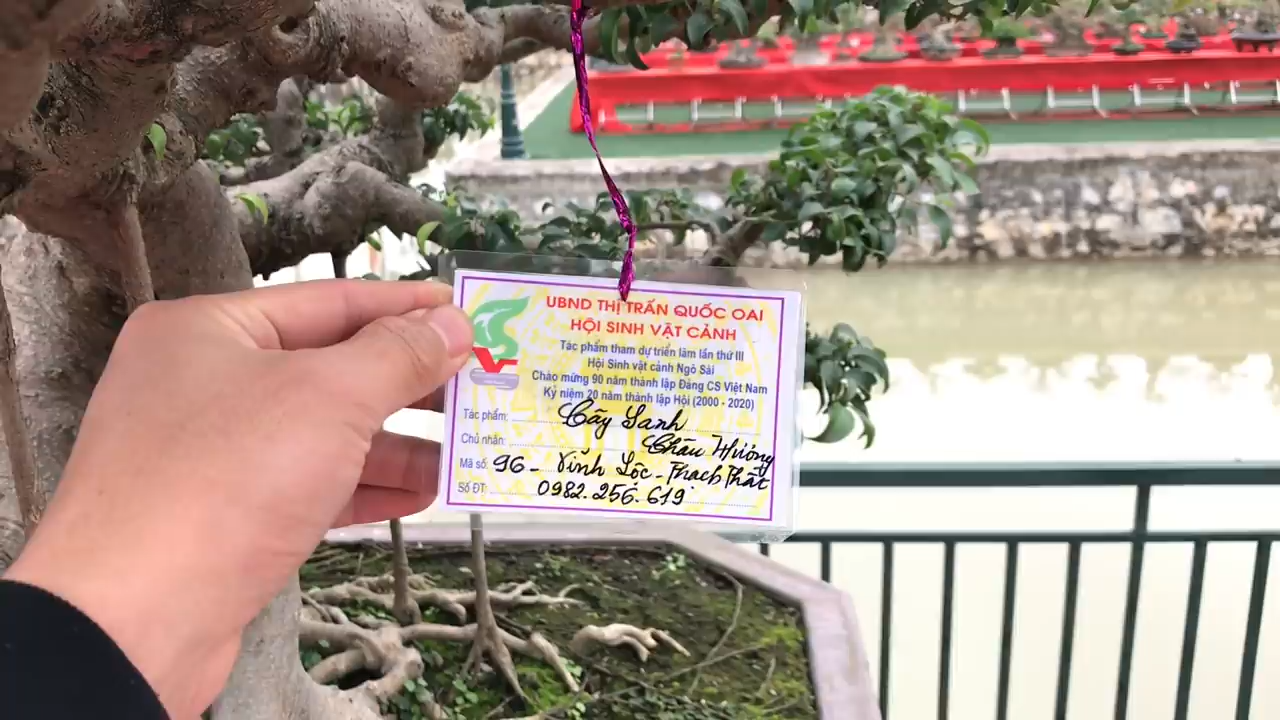 UBND THỊ TRẤN QUỐC OAI
HỘI SINH VẬT CẢNH
Tác phẩm tham dự triển lãm lần thứ III
Hội Sinh vật cảnh Ngô Sài
Chào mừng 90 năm thành lập Đảng CS Việt Nam
Kỷ niệm 20 năm thành lập Hội (2000 - 2020)
Tác phẩm: Cây Sanh
Chủ nhân: Châu Hường
Mã số: 96 - Vĩnh Lộc - Thạch Thất
Số ĐT: 0982.256.619